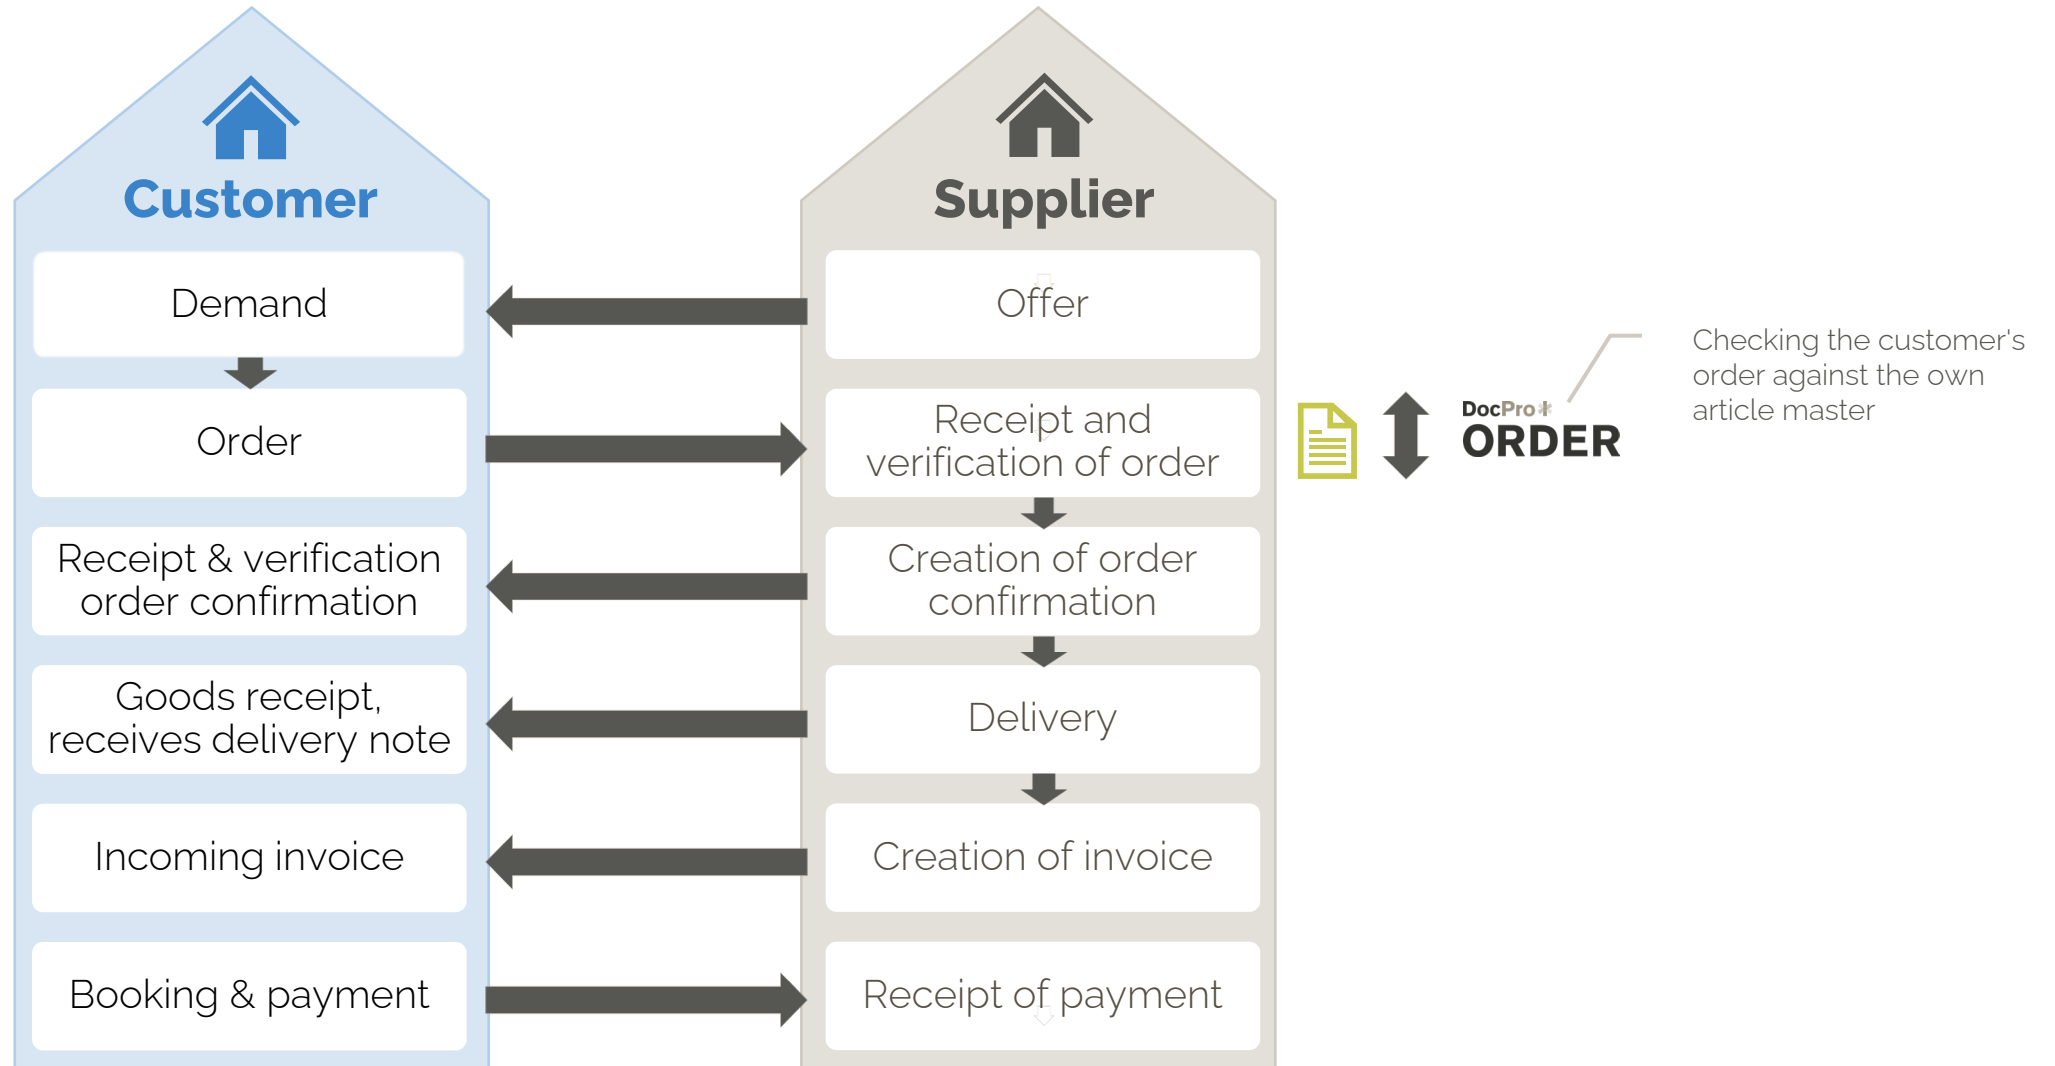 Customer
Supplier
Demand
Offer
Checking the customer's
order against the own
article master
Order
Receipt and
verification of order
DocPro
ORDER
Receipt & verification
order confirmation
Creation of order
confirmation
Goods receipt,
receives delivery note
Delivery
Incoming invoice
Creation of invoice
Booking & payment
Receipt of payment